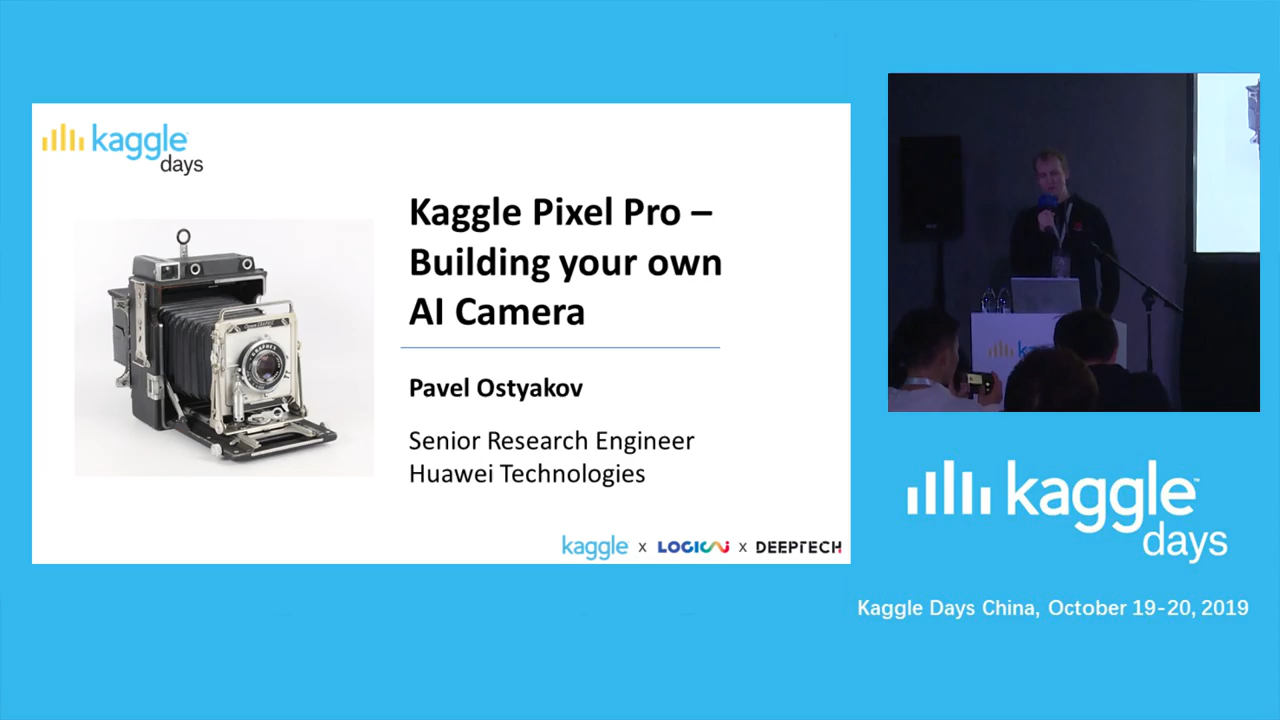 kaggle
days
Kaggle Pixel Pro –
Building your own
AI Camera
Pavel Ostyakov
Senior Research Engineer
Huawei Technologies
kaggle x LOGICAI x DEEPTECH
kaggle
days
Kaggle Days China, October 19-20, 2019